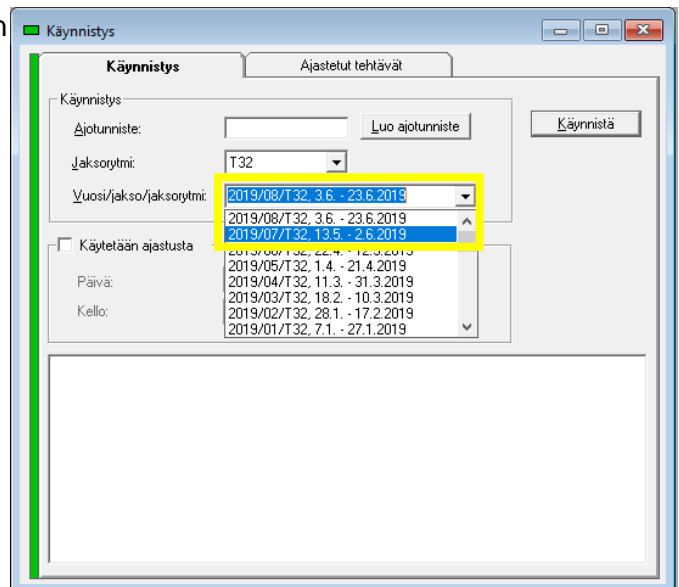 n
Käynnistys
Käynnistys Ajastetut tehtävät
Käynnistys
Ajotunniste: Luo ajotunniste Käynnistä
Jaksorytmi: T32
Vuosi/jakso/jaksorytmi: 2019/08/T32, 3.6. - 23.6.2019
2019/08/T32, 3.6. - 23.6.2019
2019/07/T32, 13.5. - 2.6.2019
Käytetään ajastusta
2019/05/T32, 1.4. - 21.4.2019
Päivä: 2019/04/T32, 11.3. - 31.3.2019
2019/03/T32, 18.2. - 10.3.2019
Kello: 2019/02/T32, 28.1. - 17.2.2019
2019/01/T32, 7.1. - 27.1.2019